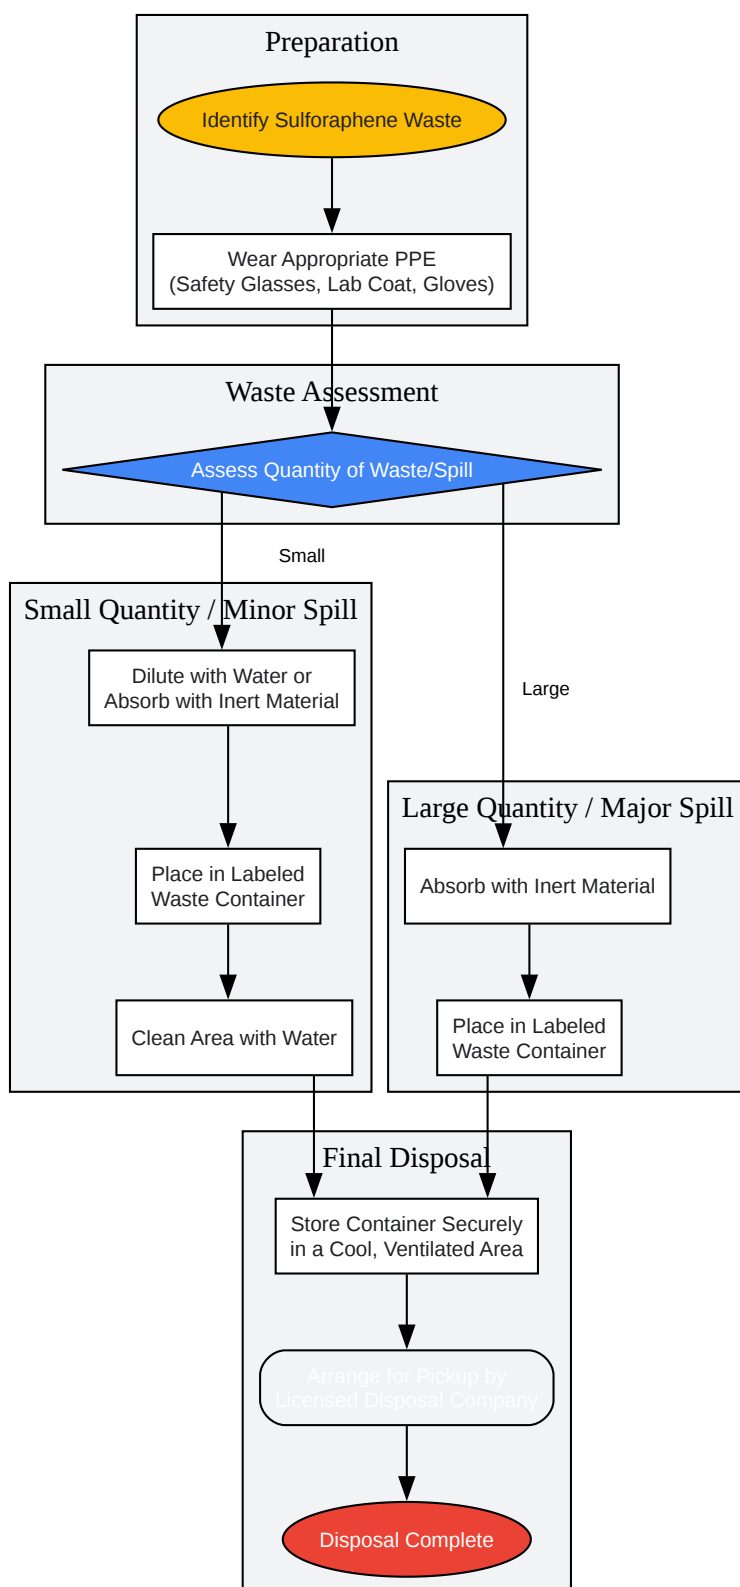 Preparation
Identify Sulforaphene Waste
Wear Appropriate PPE
(Safety Glasses, Lab Coat, Gloves)
Waste Assessment
Assess Quantity of Waste/Spill
Small
Small Quantity / Minor Spill
Dilute with Water or
Absorb with Inert Material
Large
Place in Labeled
Waste Container
Clean Area with Water
Large Quantity / Major Spill
Absorb with Inert Material
Place in Labeled
Waste Container
Final Disposal
Store Container Securely
in a Cool, Ventilated Area
Arrange for Pickup by
Licensed Disposal Company
Disposal Complete